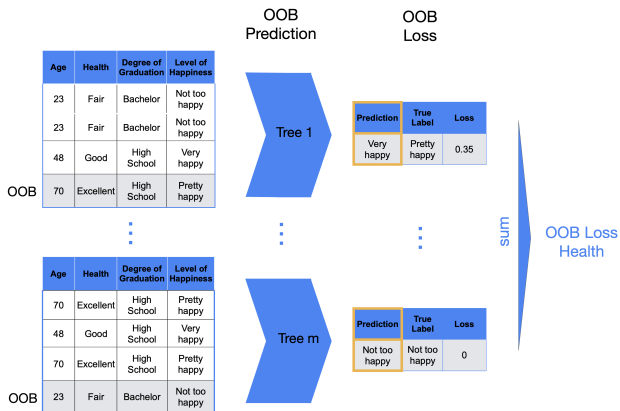 OOB
Prediction
OOB
Loss
Age Health Degree of Graduation Level of Happiness
23 Fair Bachelor Not too happy
23 Fair Bachelor Not too happy
48 Good High School Very happy
OOB 70 Excellent High School Pretty happy
Tree 1
Prediction True Label Loss
Very happy Pretty happy 0.35
sum
OOB Loss
Health
Age Health Degree of Graduation Level of Happiness
70 Excellent High School Pretty happy
48 Good High School Very happy
70 Excellent High School Pretty happy
OOB 23 Fair Bachelor Not too happy
Tree m
Prediction True Label Loss
Not too happy Not too happy 0